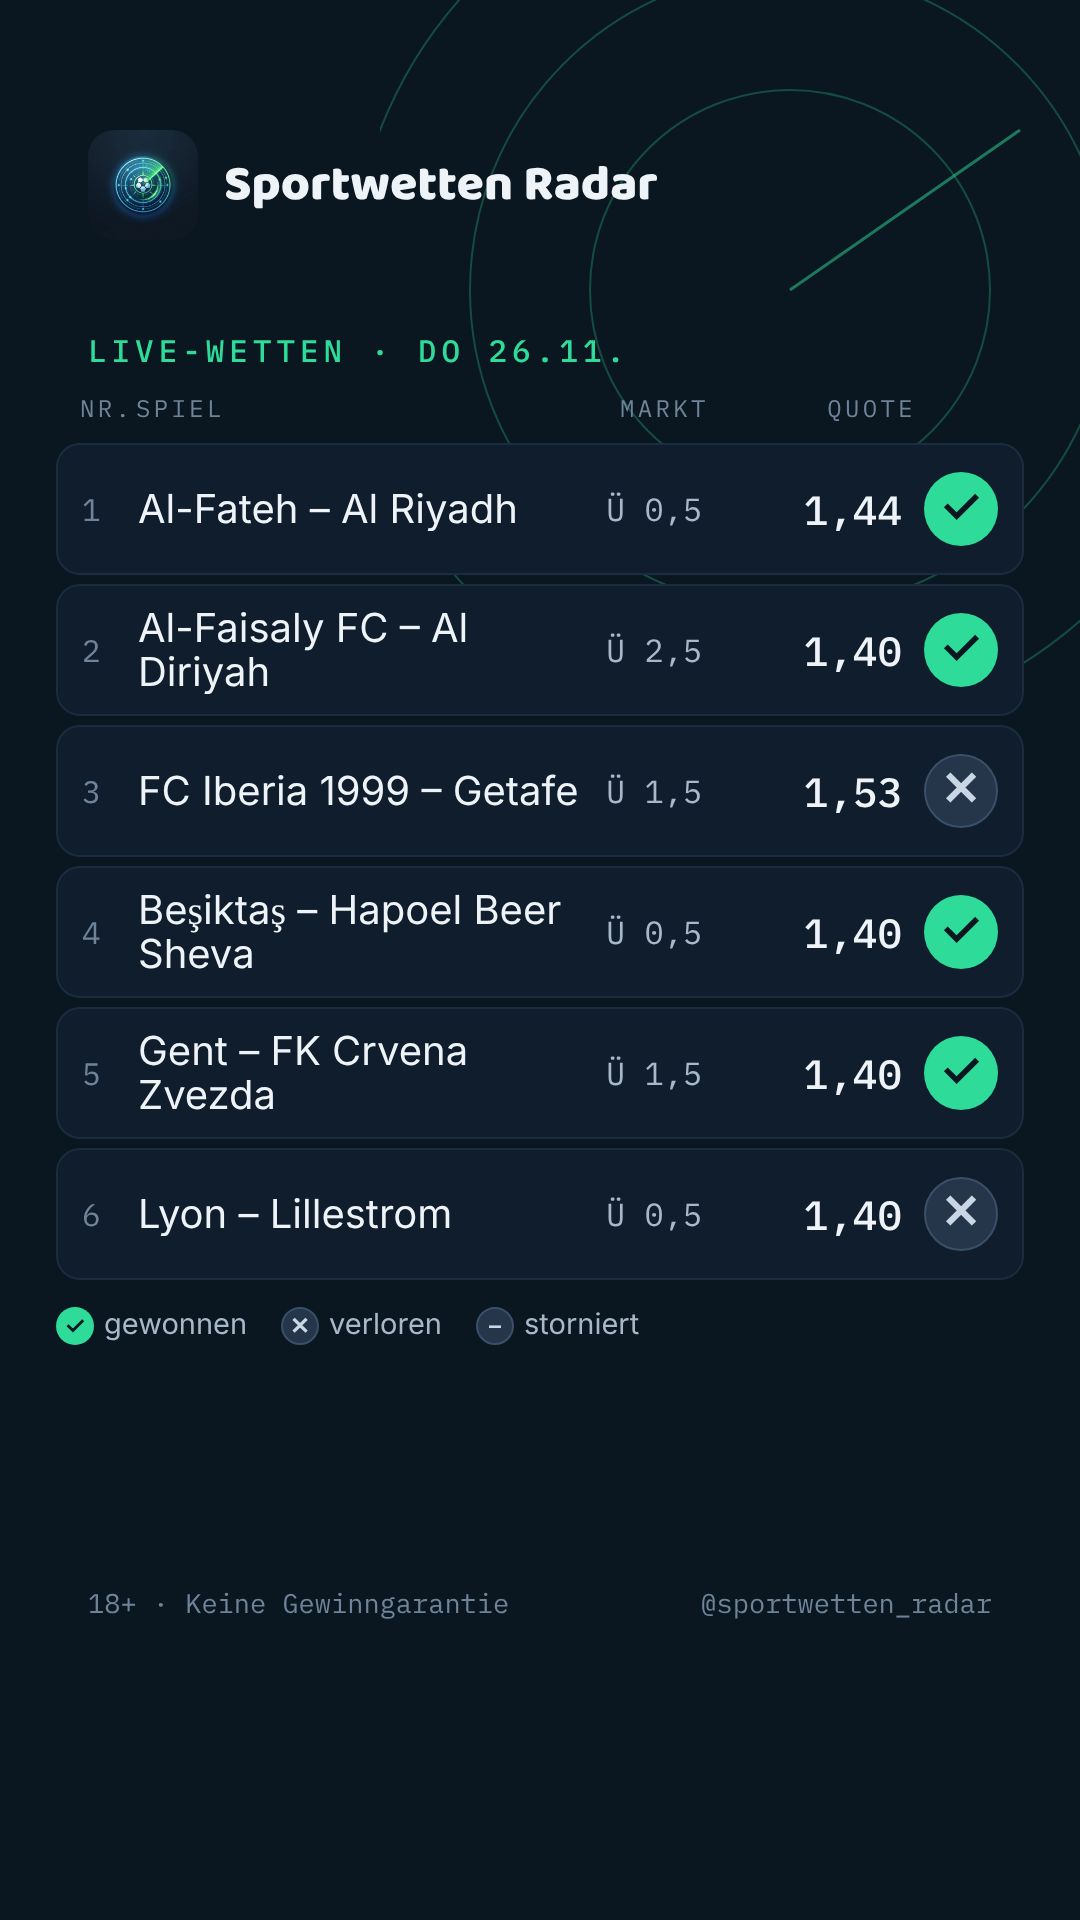 Sportwetten Radar
LIVE-WETTEN · DO 26.11.
NR. SPIEL MARKT QUOTE
1 Al-Fateh – Al Riyadh Ü 0,5 1,44
2 Al-Faisaly FC – Al Diriyah Ü 2,5 1,40
3 FC Iberia 1999 – Getafe Ü 1,5 1,53
4 Beşiktaş – Hapoel Beer Sheva Ü 0,5 1,40
5 Gent – FK Crvena Zvezda Ü 1,5 1,40
6 Lyon – Lillestrom Ü 0,5 1,40
gewonnen verloren storniert
18+ · Keine Gewinngarantie @sportwetten_radar